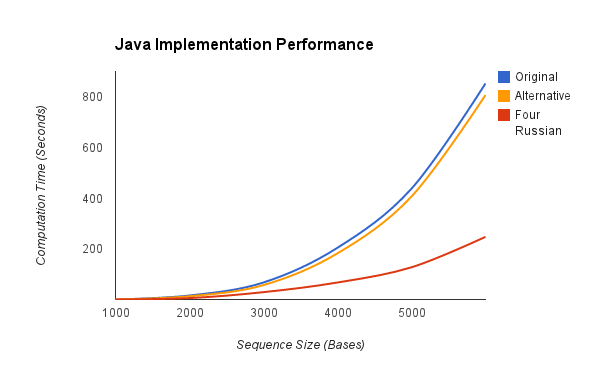 Java Implementation Performance
Original
Alternative
Four
Russian
800
600
400
200
Computation Time (Seconds)
1000 2000 3000 4000 5000
Sequence Size (Bases)